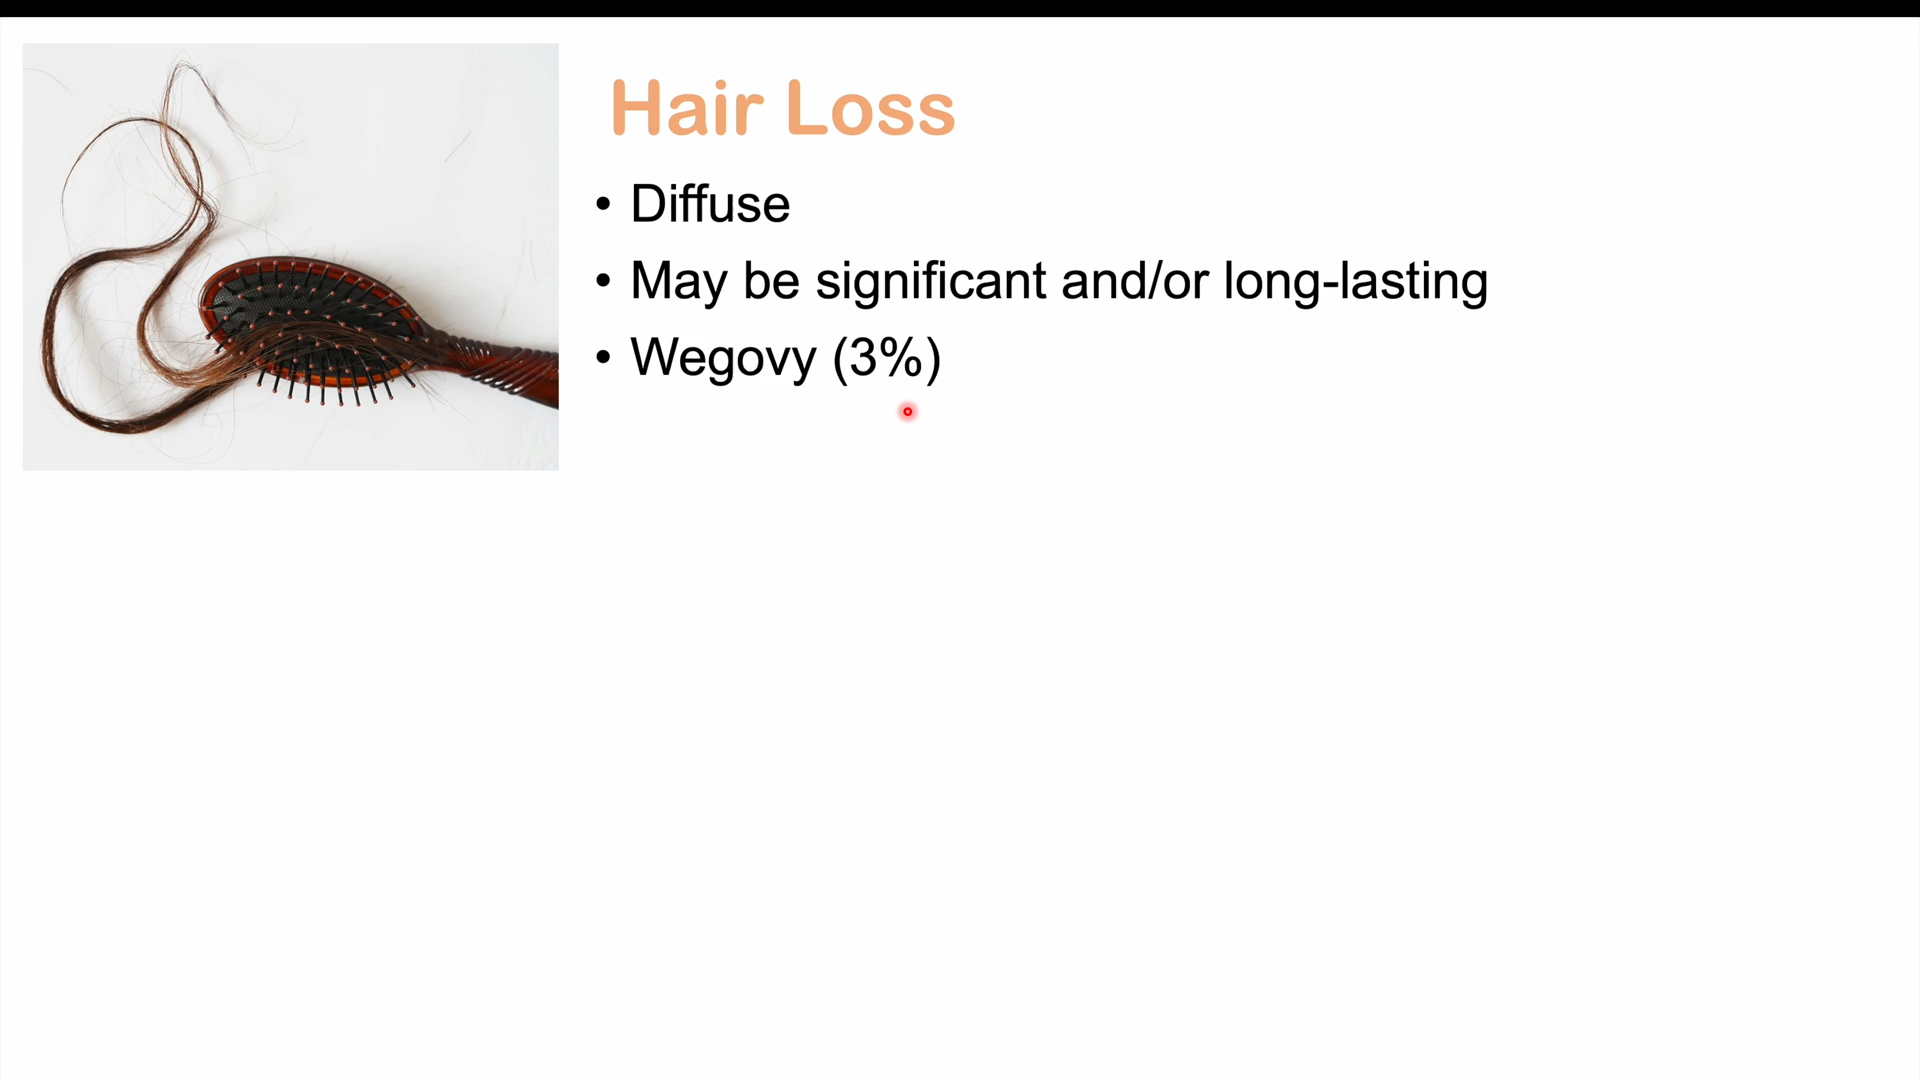 Hair Loss
• Diffuse
• May be significant and/or long-lasting
• Wegovy (3%)